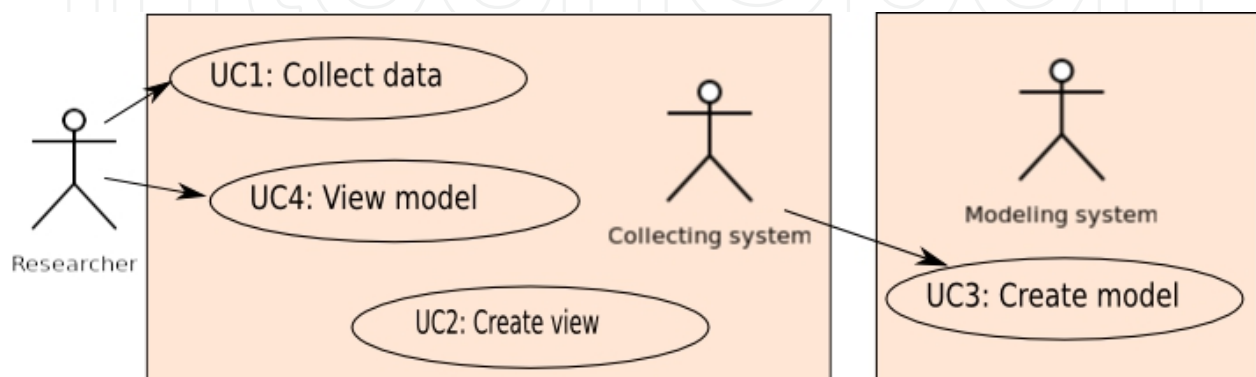 UC1: Collect data
UC4: View model
Researcher
Collecting system
UC2: Create view
Modeling system
UC3: Create model